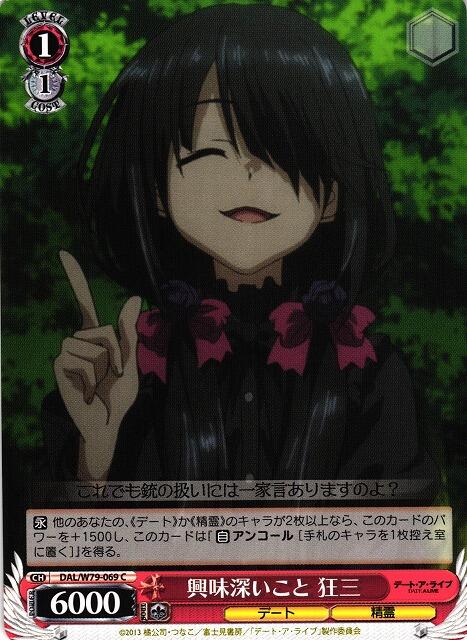 LEVEL
1
1
COST
これでも銃の扱いには一家言ありますのよ？
永 他のあなたの、《デート》か《精霊》のキャラが2枚以上なら、このカードのパ
ワーを＋1500し、このカードは『自 アンコール ［手札のキャラを1枚控え室
に置く］』を得る。
CH DAL/W79-069 C
興味深いこと 狂三
デート・ア・ライブ
DATE A LIVE
POWER
6000
SOUL
デート
精霊
©2013 橘公司・つなこ／富士見書房／「デート・ア・ライブ」製作委員会